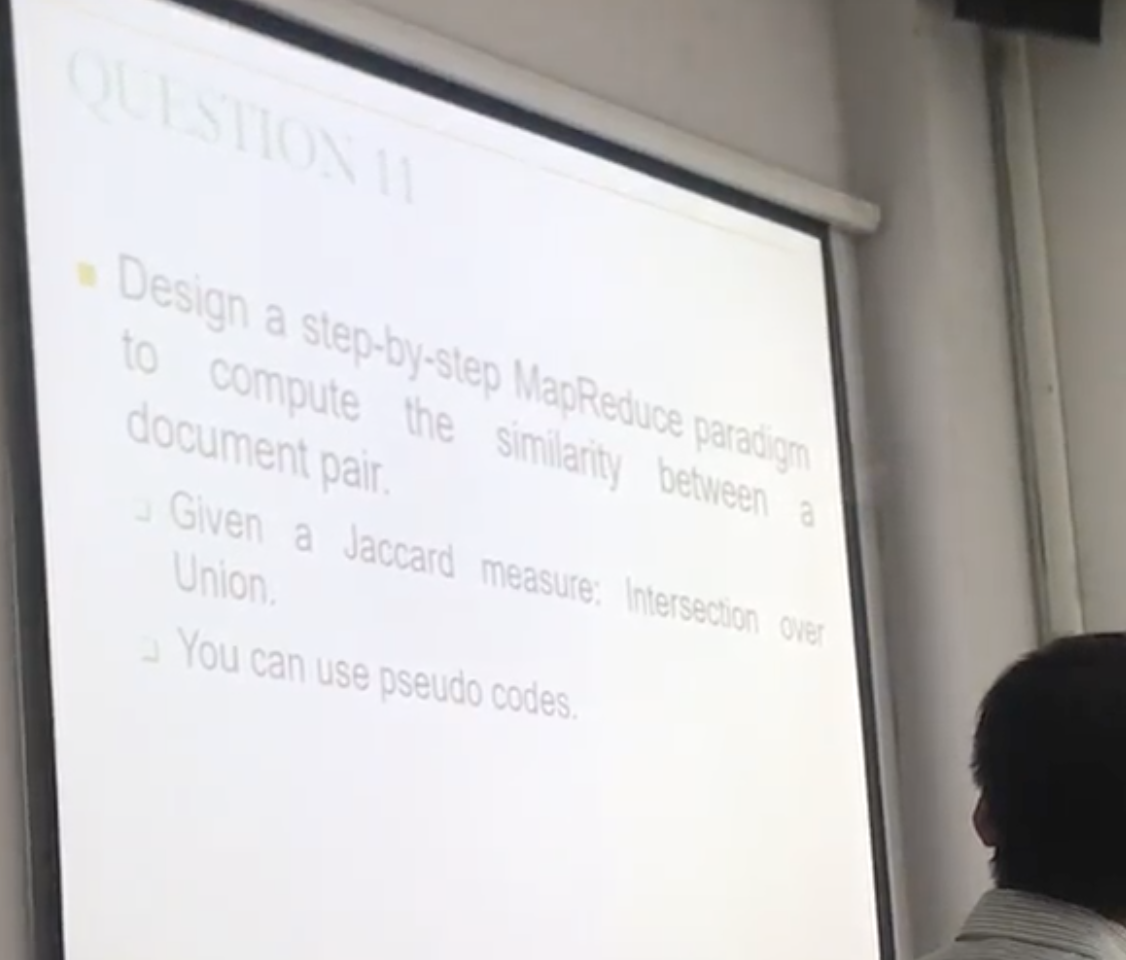 QUESTION 11
Design a step-by-step MapReduce paradigm
to compute the similarity between a
document pair.
Given a Jaccard measure: Intersection over
Union.
You can use pseudo codes.